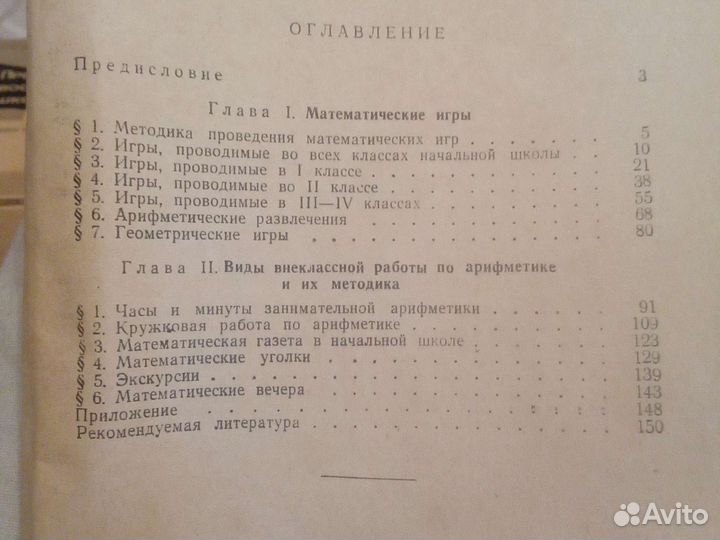 ОГЛАВЛЕНИЕ
Предисловие 3
Глава I. Математические игры
§ 1. Методика проведения математических игр . . . . . . 5
§ 2. Игры, проводимые во всех классах начальной школы . . 10
§ 3. Игры, проводимые в I классе . . . . . . . . . . 21
§ 4. Игры, проводимые во II классе . . . . . . . . . . 38
§ 5. Игры, проводимые в III—IV классах . . . . . . . . 55
§ 6. Арифметические развлечения . . . . . . . . . . 68
§ 7. Геометрические игры . . . . . . . . . . . . 80
Глава II. Виды внеклассной работы по арифметике
и их методика
§ 1. Часы и минуты занимательной арифметики . . . . . . 91
§ 2. Кружковая работа по арифметике . . . . . . . . 109
§ 3. Математическая газета в начальной школе . . . . . . 123
§ 4. Математические уголки . . . . . . . . . . . 129
§ 5. Экскурсии . . . . . . . . . . . . . . 139
§ 6. Математические вечера . . . . . . . . . . . 143
Приложение . . . . . . . . . . . . . . 148
Рекомендуемая литература . . . . . . . . . . . 150
Avito